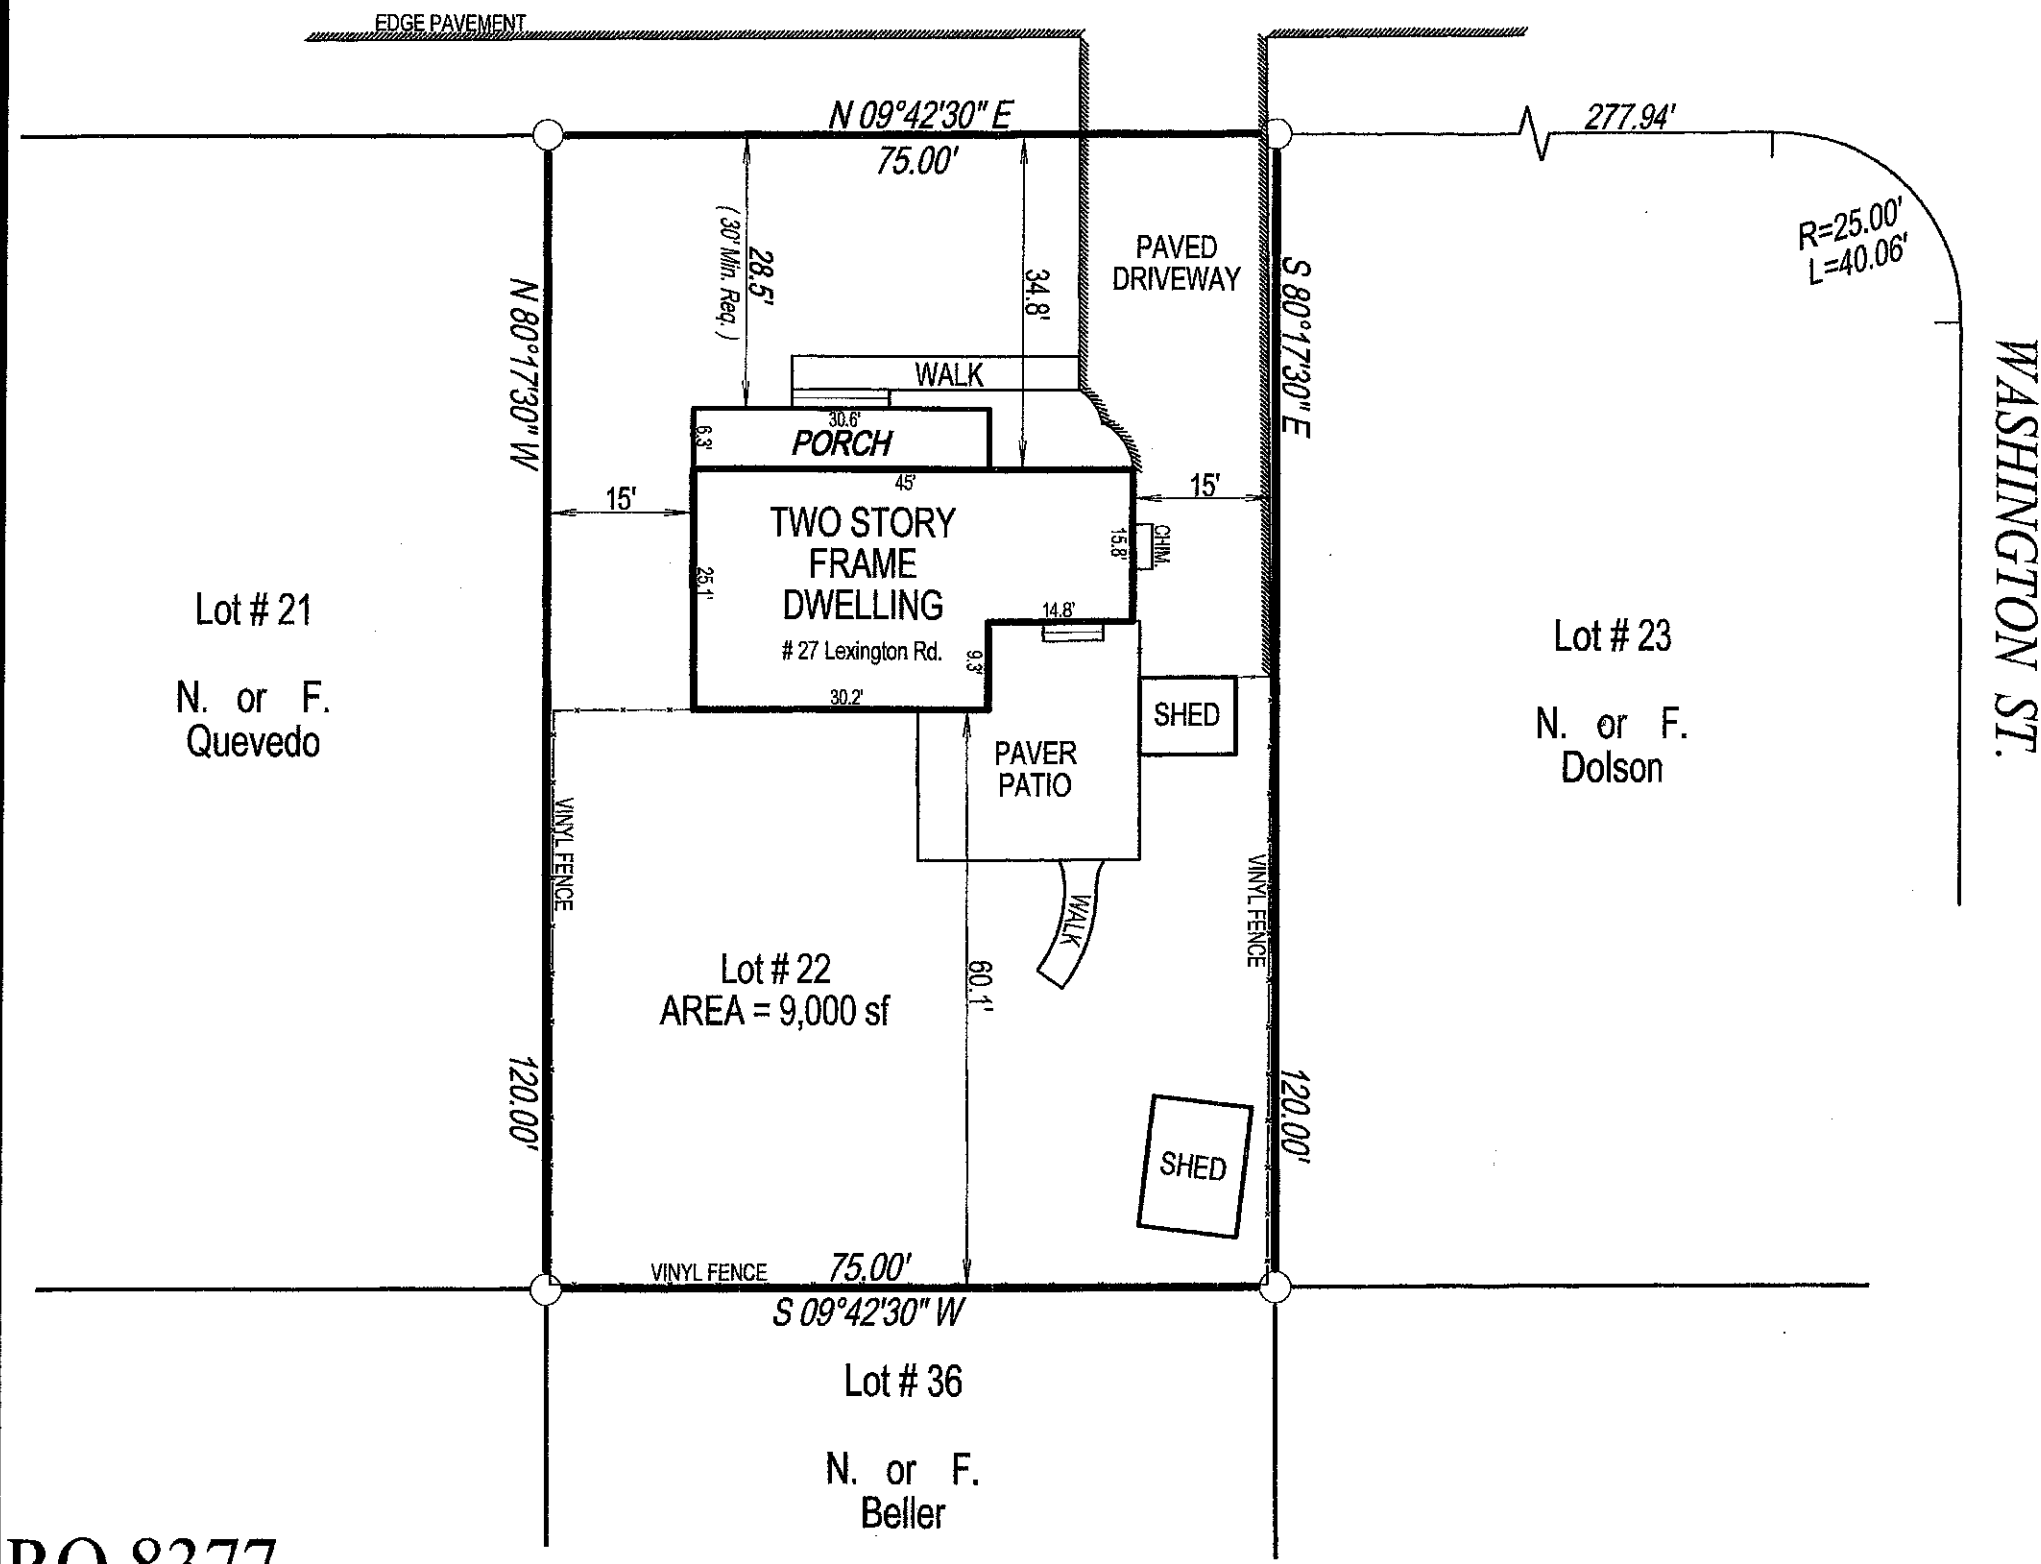 EDGE PAVEMENT
N 09°42'30" E
75.00'
277.94'
R=25.00'
L=40.06'
WASHINGTON ST.
28.5'
( 30' Min. Req. )
34.8'
PAVED
DRIVEWAY
N 80°17'30" W
S 80°17'30" E
WALK
30.6'
6.3'
PORCH
45'
15'
15'
TWO STORY
FRAME
DWELLING
# 27 Lexington Rd.
25.1'
15.8'
CHIM.
14.8'
9.3'
30.2'
Lot # 21
N. or F.
Quevedo
Lot # 23
N. or F.
Dolson
SHED
PAVER
PATIO
VINYL FENCE
VINYL FENCE
WALK
60.1'
Lot # 22
AREA = 9,000 sf
120.00'
120.00'
SHED
VINYL FENCE
75.00'
S 09°42'30" W
Lot # 36
N. or F.
Beller